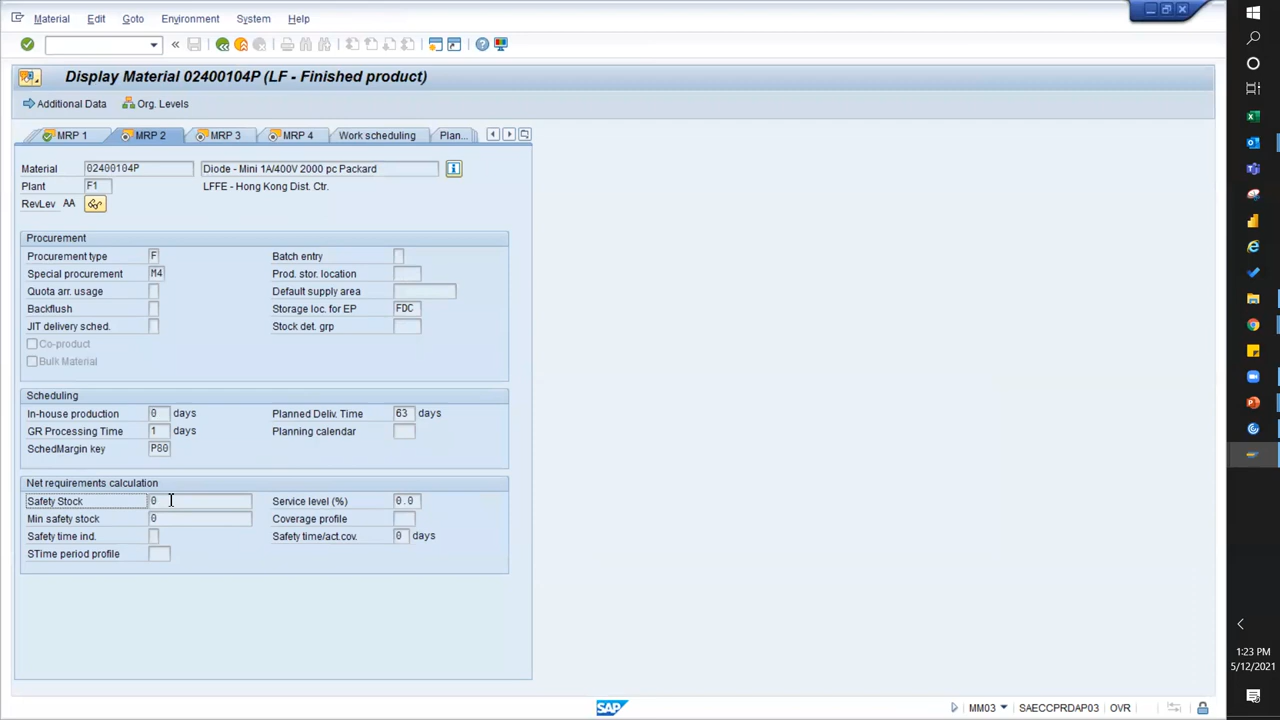 Material Edit Goto Environment System Help
Display Material 02400104P (LF - Finished product)
Additional Data Org. Levels
MRP 1 MRP 2 MRP 3 MRP 4 Work scheduling Plan...
Material 02400104P Diode - Mini 1A/400V 2000 pc Packard
Plant F1 LFFE - Hong Kong Dist. Ctr.
RevLev AA
Procurement
Procurement type F Batch entry
Special procurement M4 Prod. stor. location
Quota arr. usage Default supply area
Backflush Storage loc. for EP FDC
JIT delivery sched. Stock det. grp
Co-product
Bulk Material
Scheduling
In-house production 0 days Planned Deliv. Time 63 days
GR Processing Time 1 days Planning calendar
SchedMargin key P80
Net requirements calculation
Safety Stock 0 Service level (%) 0.0
Min safety stock 0 Coverage profile
Safety time ind. Safety time/act.cov. 0 days
STime period profile
1:23 PM
5/12/2021
SAP MM03 SAECCPRDAP03 OVR